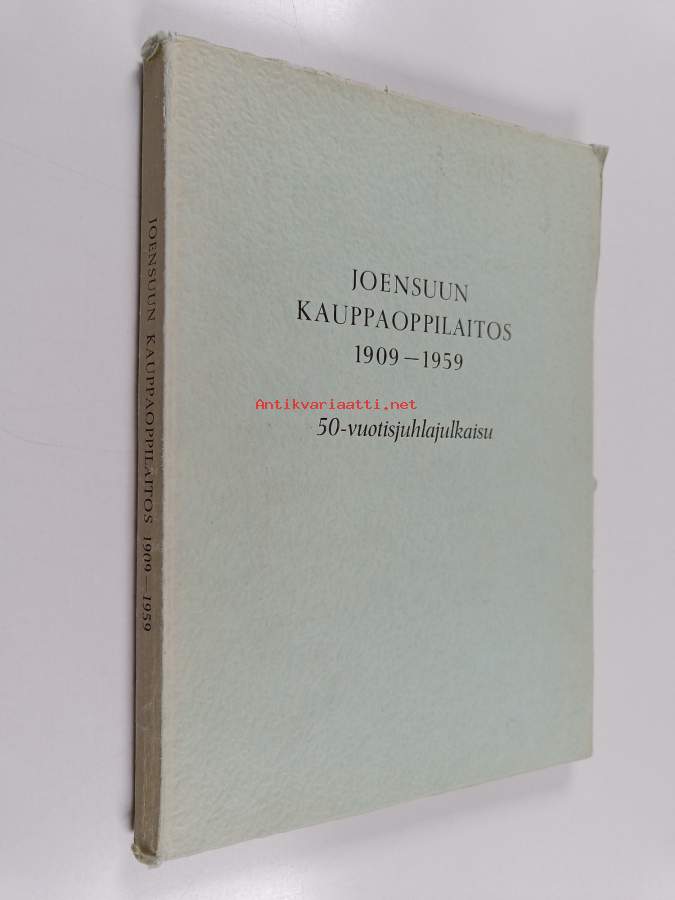 JOENSUUN
KAUPPAOPPILAITOS
1909—1959
Antikvariaatti.net
50-vuotisjuhlajulkaisu
JOENSUUN KAUPPAOPPILAITOS 1909—1959